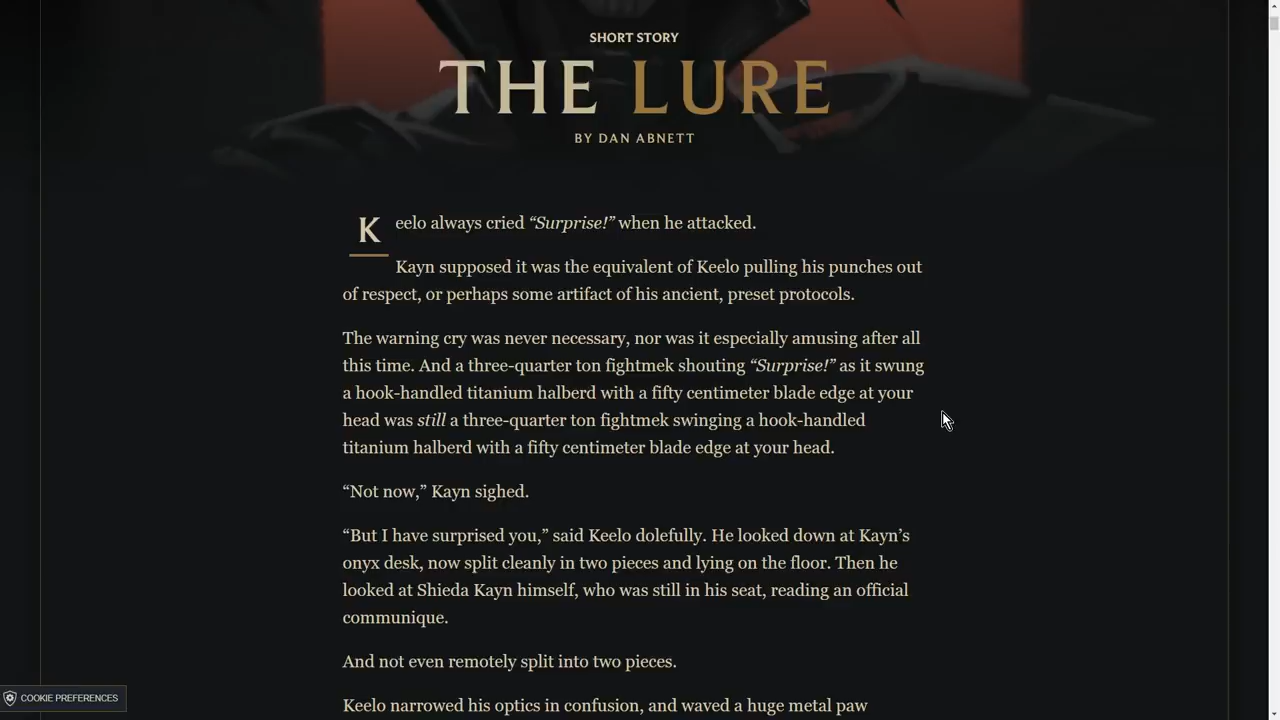 SHORT STORY
THE LURE
BY DAN ABNETT
Keelo always cried “Surprise!” when he attacked.
Kayn supposed it was the equivalent of Keelo pulling his punches out
of respect, or perhaps some artifact of his ancient, preset protocols.
The warning cry was never necessary, nor was it especially amusing after all
this time. And a three-quarter ton fightmek shouting “Surprise!” as it swung
a hook-handled titanium halberd with a fifty centimeter blade edge at your
head was still a three-quarter ton fightmek swinging a hook-handled
titanium halberd with a fifty centimeter blade edge at your head.
“Not now,” Kayn sighed.
“But I have surprised you,” said Keelo dolefully. He looked down at Kayn’s
onyx desk, now split cleanly in two pieces and lying on the floor. Then he
looked at Shieda Kayn himself, who was still in his seat, reading an official
communique.
And not even remotely split into two pieces.
Keelo narrowed his optics in confusion, and waved a huge metal paw
COOKIE PREFERENCES